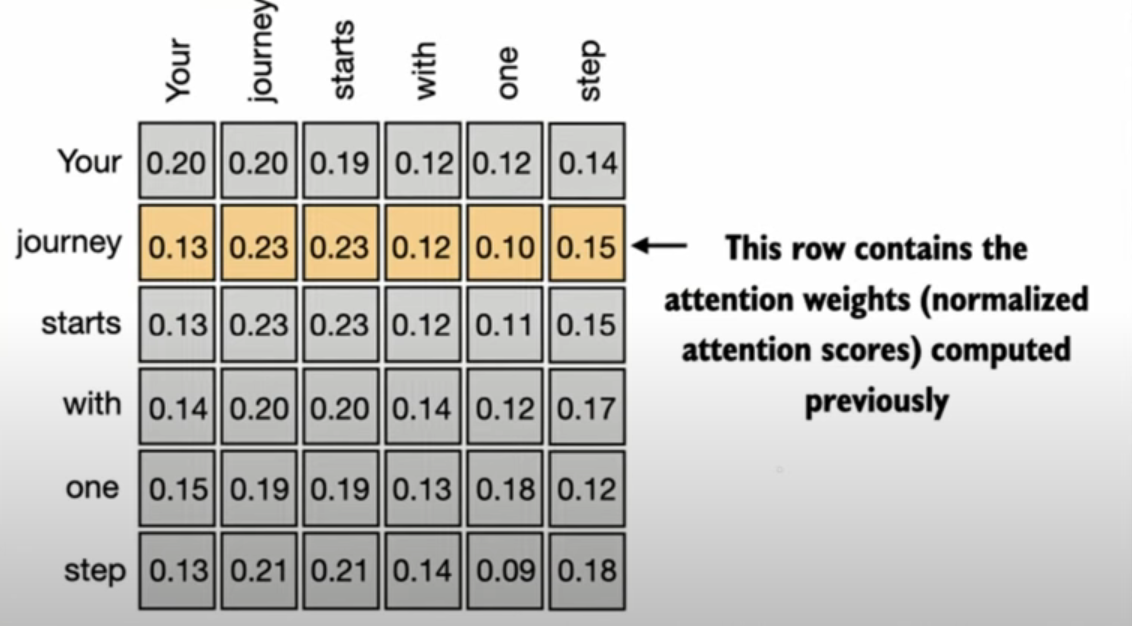 Your journey starts with one step
Your 0.20 0.20 0.19 0.12 0.12 0.14
journey 0.13 0.23 0.23 0.12 0.10 0.15
This row contains the
attention weights (normalized
attention scores) computed
previously
starts 0.13 0.23 0.23 0.12 0.11 0.15
with 0.14 0.20 0.20 0.14 0.12 0.17
one 0.15 0.19 0.19 0.13 0.18 0.12
step 0.13 0.21 0.21 0.14 0.09 0.18